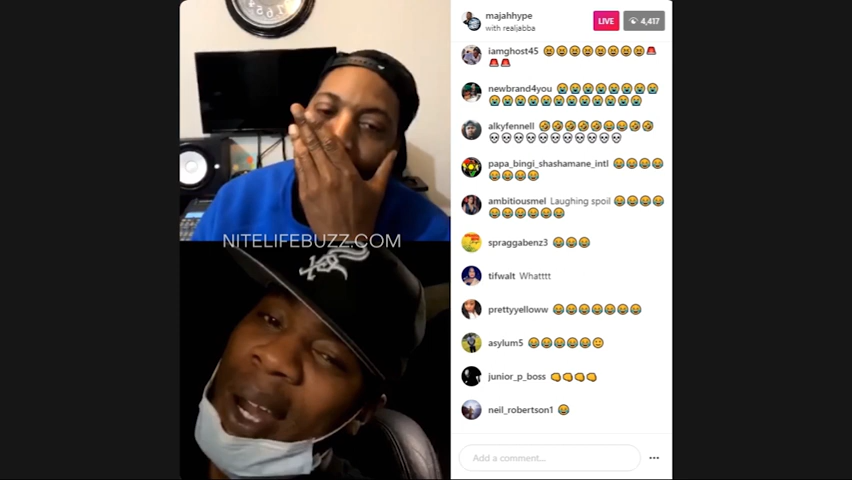 majahhype
with realjabba
LIVE
4,417
iamghost45
newbrand4you
alkyfennell
papa_bingi_shashamane_intl
ambitiousmel Laughing spoil
spraggabenz3
tifwalt Whatttt
prettyyelloww
asylum5
junior_p_boss
neil_robertson1
Add a comment...
NITELIFEBUZZ.COM